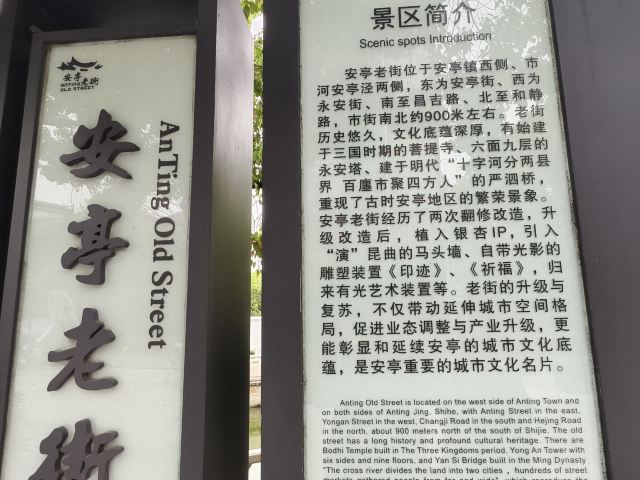 安亭老街
ANTING
OLD STREET
安亭老街
AnTing Old Street
景区简介
Scenic spots Introduction
安亭老街位于安亭镇西侧、市
河安亭泾两侧，东为安亭街、西为
永安街、南至昌吉路、北至和静
路，市街南北约900米左右。老街
历史悠久，文化底蕴深厚，有始建
于三国时期的菩提寺、六面九层的
永安塔、建于明代“十字河分两县
界 百廛市聚四方人”的严泗桥，
重现了古时安亭地区的繁荣景象。
安亭老街经历了两次翻修改造，升
级改造后，植入银杏IP，引入
“演”昆曲的马头墙、自带光影的
雕塑装置《印迹》、《祈福》，归
来有光艺术装置等。老街的升级与
复苏，不仅带动延伸城市空间格
局，促进业态调整与产业升级，更
能彰显和延续安亭的城市文化底
蕴，是安亭重要的城市文化名片。
Anting Old Street is located on the west side of Anting Town and
on both sides of Anting Jing, Shihe, with Anting Street in the east,
Yongan Street in the west, Changji Road in the south and Hejing Road
in the north, about 900 meters north of the south of Shijie. The old
street has a long history and profound cultural heritage. There are
Bodhi Temple built in The Three Kingdoms period, Yong An Tower with
six sides and nine floors, and Yan Si Bridge built in the Ming Dynasty
"The cross river divides the land into two cities , hundreds of street